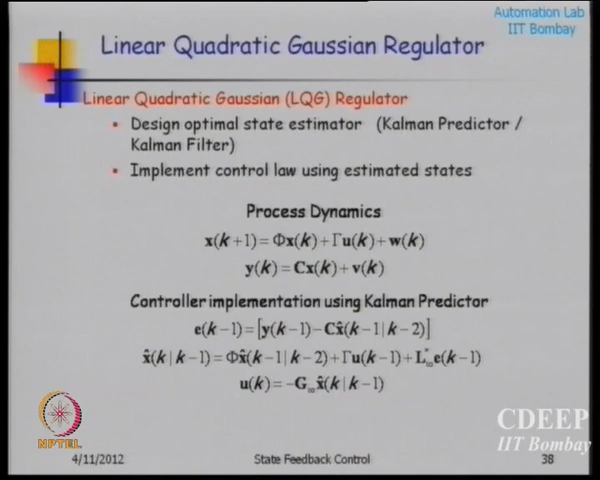 Automation Lab
IIT Bombay
Linear Quadratic Gaussian Regulator
Linear Quadratic Gaussian (LQG) Regulator
Design optimal state estimator (Kalman Predictor /
Kalman Filter)
Implement control law using estimated states
Process Dynamics
x(k+1)=Φx(k)+Γu(k)+w(k)
y(k)=Cx(k)+v(k)
Controller implementation using Kalman Predictor
e(k−1)=[y(k−1)−Cx̂(k−1|k−2)]
x̂(k|k−1)=Φx̂(k−1|k−2)+Γu(k−1)+L*∞e(k−1)
u(k)=−G∞x̂(k|k−1)
NPTEL
CDEEP
IIT Bombay
4/11/2012
State Feedback Control
38